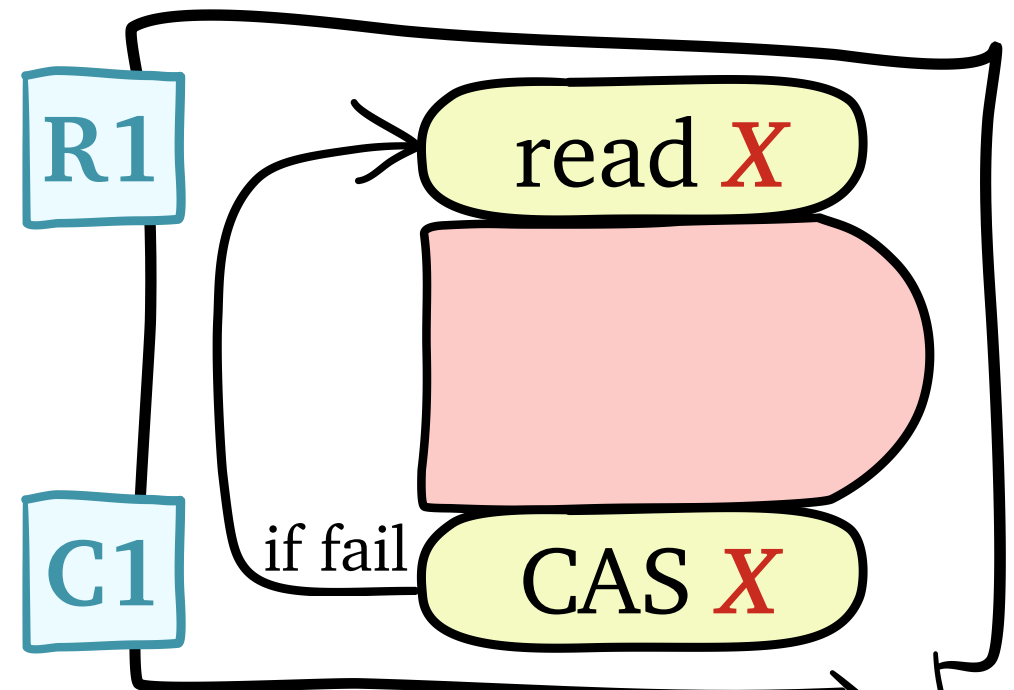 R1
read X
if fail
C1
CAS X